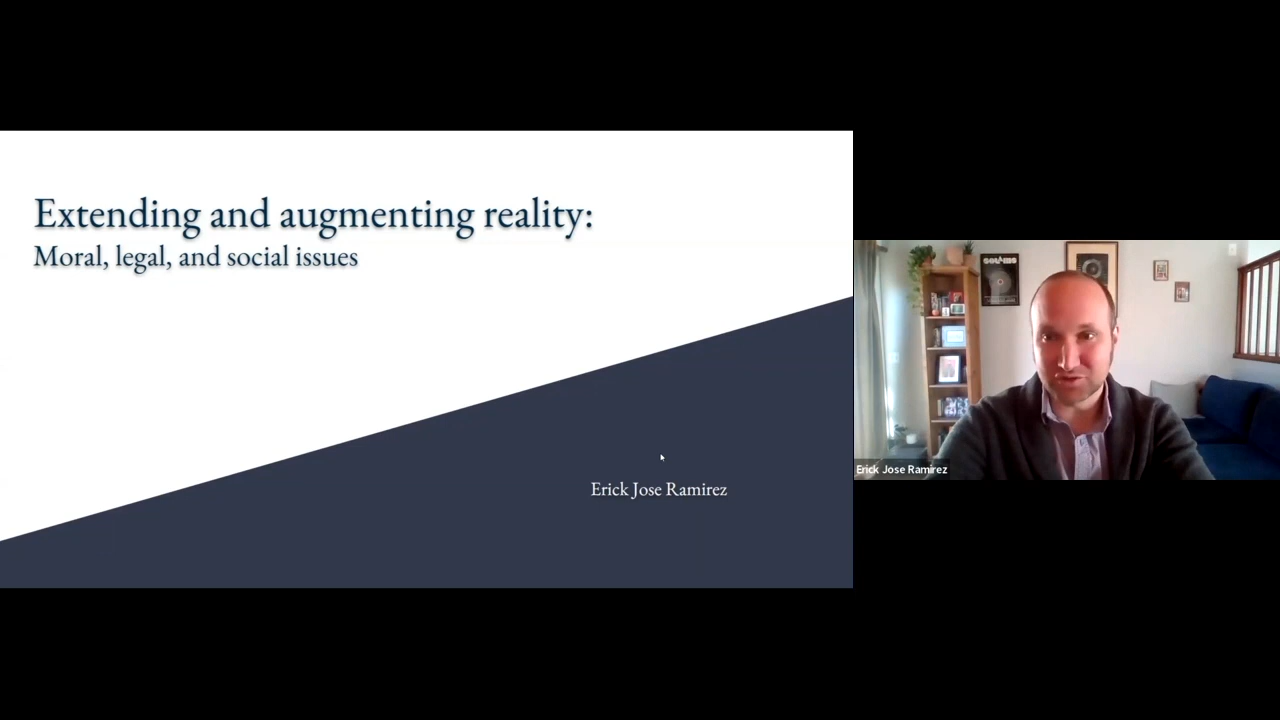 Extending and augmenting reality:
Moral, legal, and social issues
Erick Jose Ramirez
Erick Jose Ramirez